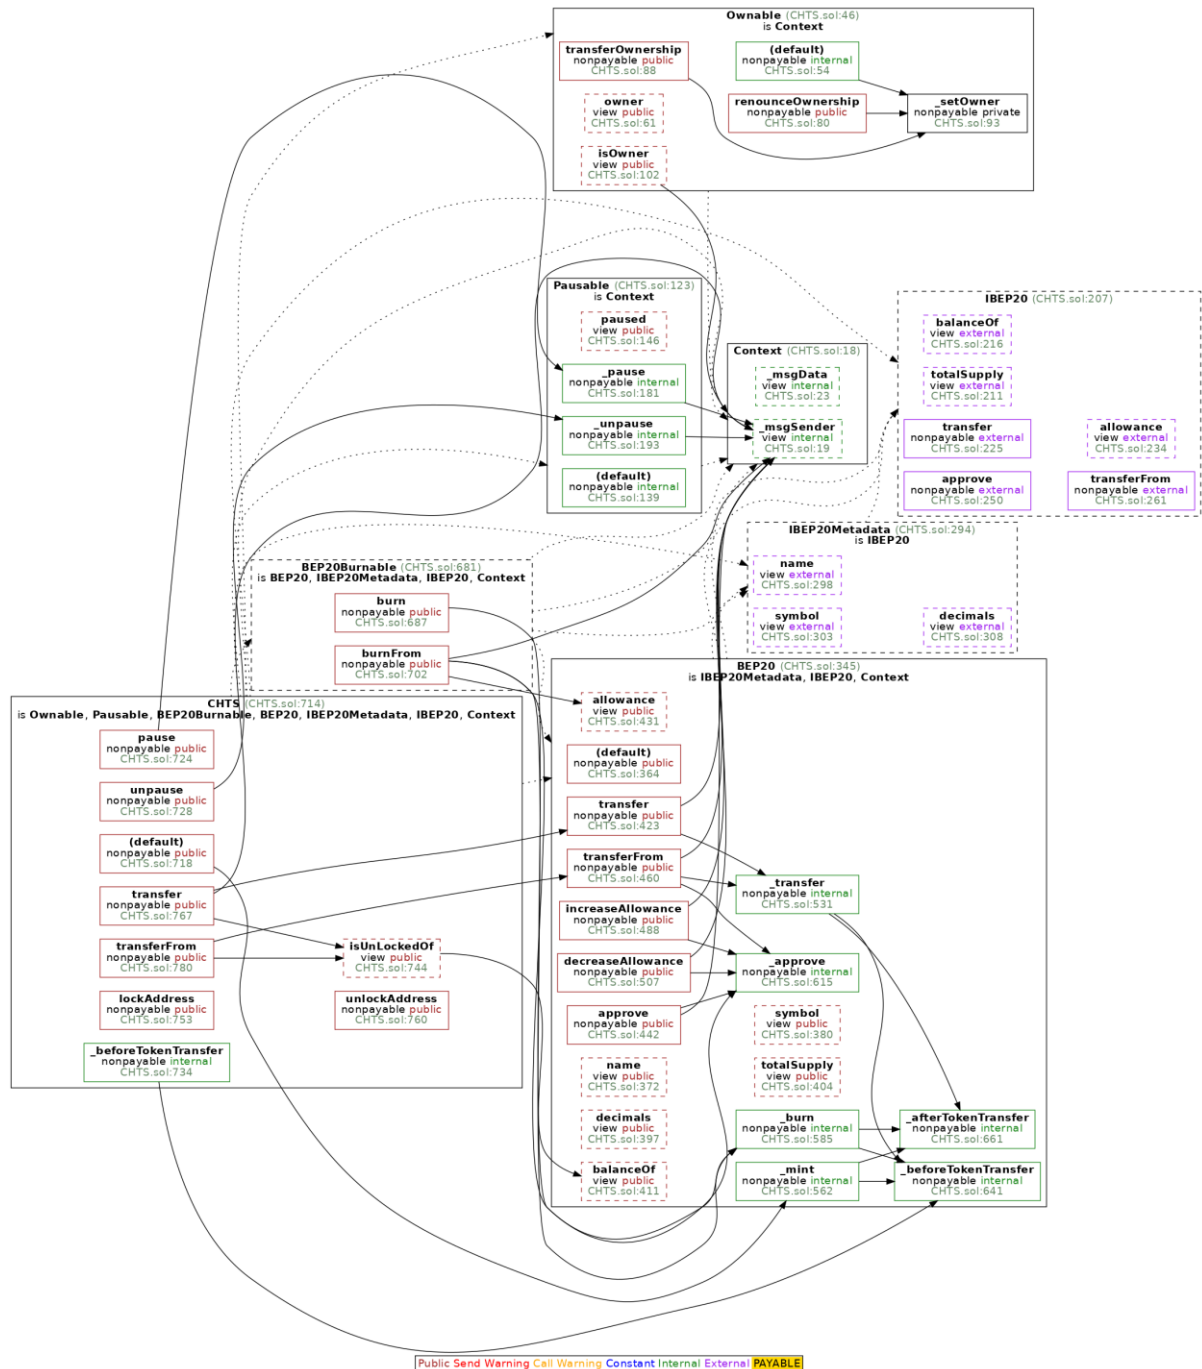 Ownable (CHTS.sol:46)
is Context
transferOwnership
nonpayable public
CHTS.sol:88
(default)
nonpayable internal
CHTS.sol:54
owner
view public
CHTS.sol:61
renounceOwnership
nonpayable public
CHTS.sol:80
_setOwner
nonpayable private
CHTS.sol:93
isOwner
view public
CHTS.sol:102
Pausable (CHTS.sol:123)
is Context
paused
view public
CHTS.sol:146
_pause
nonpayable internal
CHTS.sol:181
_unpause
nonpayable internal
CHTS.sol:193
(default)
nonpayable internal
CHTS.sol:139
Context (CHTS.sol:18)
_msgData
view internal
CHTS.sol:23
_msgSender
view internal
CHTS.sol:19
IBEP20 (CHTS.sol:207)
balanceOf
view external
CHTS.sol:216
totalSupply
view external
CHTS.sol:211
transfer
nonpayable external
CHTS.sol:225
allowance
view external
CHTS.sol:234
approve
nonpayable external
CHTS.sol:250
transferFrom
nonpayable external
CHTS.sol:261
IBEP20Metadata (CHTS.sol:294)
is IBEP20
name
view external
CHTS.sol:298
symbol
view external
CHTS.sol:303
decimals
view external
CHTS.sol:308
BEP20Burnable (CHTS.sol:681)
is BEP20, IBEP20Metadata, IBEP20, Context
burn
nonpayable public
CHTS.sol:687
burnFrom
nonpayable public
CHTS.sol:702
CHTS (CHTS.sol:714)
is Ownable, Pausable, BEP20Burnable, BEP20, IBEP20Metadata, IBEP20, Context
pause
nonpayable public
CHTS.sol:724
unpause
nonpayable public
CHTS.sol:728
(default)
nonpayable public
CHTS.sol:718
transfer
nonpayable public
CHTS.sol:767
transferFrom
nonpayable public
CHTS.sol:780
isUnLockedOf
view public
CHTS.sol:744
lockAddress
nonpayable public
CHTS.sol:753
unlockAddress
nonpayable public
CHTS.sol:760
_beforeTokenTransfer
nonpayable internal
CHTS.sol:734
BEP20 (CHTS.sol:345)
is IBEP20Metadata, IBEP20, Context
allowance
view public
CHTS.sol:431
(default)
nonpayable public
CHTS.sol:364
transfer
nonpayable public
CHTS.sol:423
transferFrom
nonpayable public
CHTS.sol:460
_transfer
nonpayable internal
CHTS.sol:531
increaseAllowance
nonpayable public
CHTS.sol:488
decreaseAllowance
nonpayable public
CHTS.sol:507
_approve
nonpayable internal
CHTS.sol:615
approve
nonpayable public
CHTS.sol:442
symbol
view public
CHTS.sol:380
name
view public
CHTS.sol:372
totalSupply
view public
CHTS.sol:404
decimals
view public
CHTS.sol:397
_burn
nonpayable internal
CHTS.sol:585
_afterTokenTransfer
nonpayable internal
CHTS.sol:661
balanceOf
view public
CHTS.sol:411
_mint
nonpayable internal
CHTS.sol:562
_beforeTokenTransfer
nonpayable internal
CHTS.sol:641
Public Send Warning Call Warning Constant Internal External PAYABLE